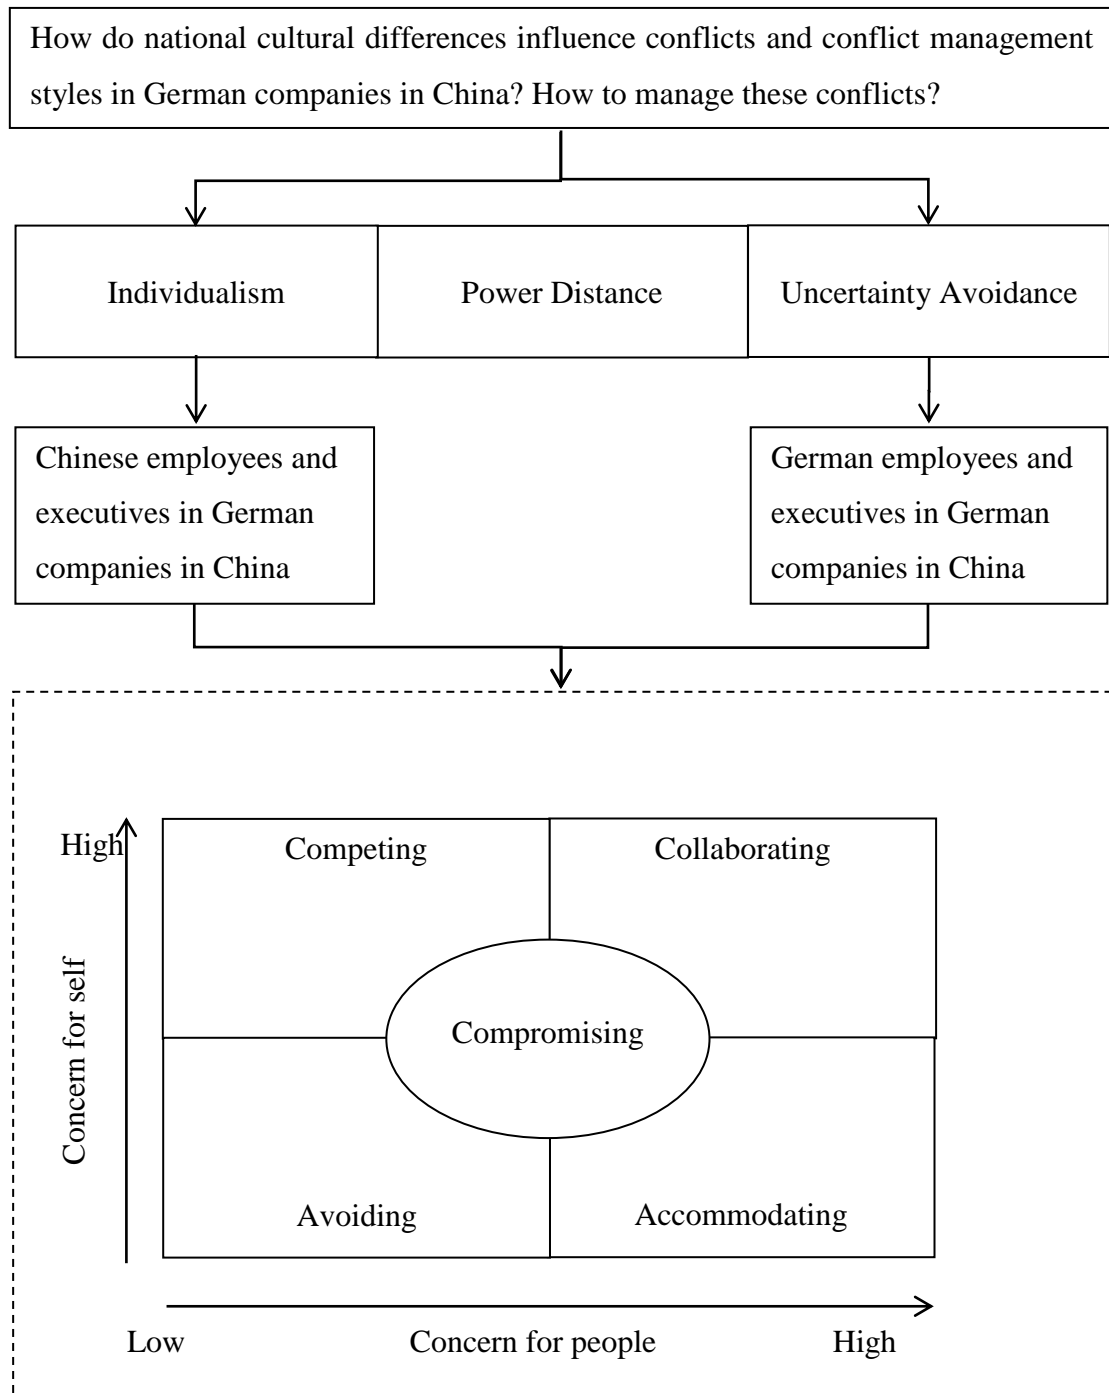 How do national cultural differences influence conflicts and conflict management
styles in German companies in China? How to manage these conflicts?
Individualism
Power Distance
Uncertainty Avoidance
Chinese employees and
executives in German
companies in China
German employees and
executives in German
companies in China
High
Competing
Collaborating
Concern for self
Compromising
Avoiding
Accommodating
Low
Concern for people
High